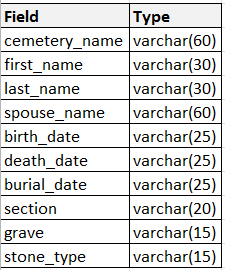 Field Type
cemetery_name varchar(60)
first_name varchar(30)
last_name varchar(30)
spouse_name varchar(60)
birth_date varchar(25)
death_date varchar(25)
burial_date varchar(25)
section varchar(20)
grave varchar(15)
stone_type varchar(15)